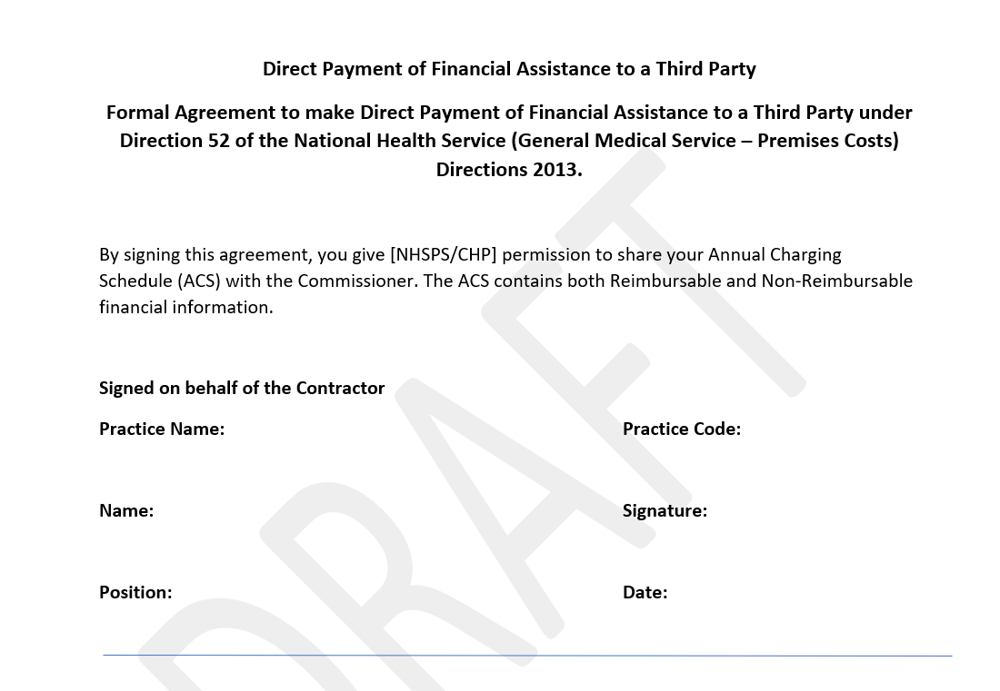 Direct Payment of Financial Assistance to a Third Party
Formal Agreement to make Direct Payment of Financial Assistance to a Third Party under
Direction 52 of the National Health Service (General Medical Service – Premises Costs)
Directions 2013.
By signing this agreement, you give [NHSPS/CHP] permission to share your Annual Charging
Schedule (ACS) with the Commissioner. The ACS contains both Reimbursable and Non-Reimbursable
financial information.
Signed on behalf of the Contractor
Practice Name: Practice Code:
Name: Signature:
Position: Date:
DRAFT